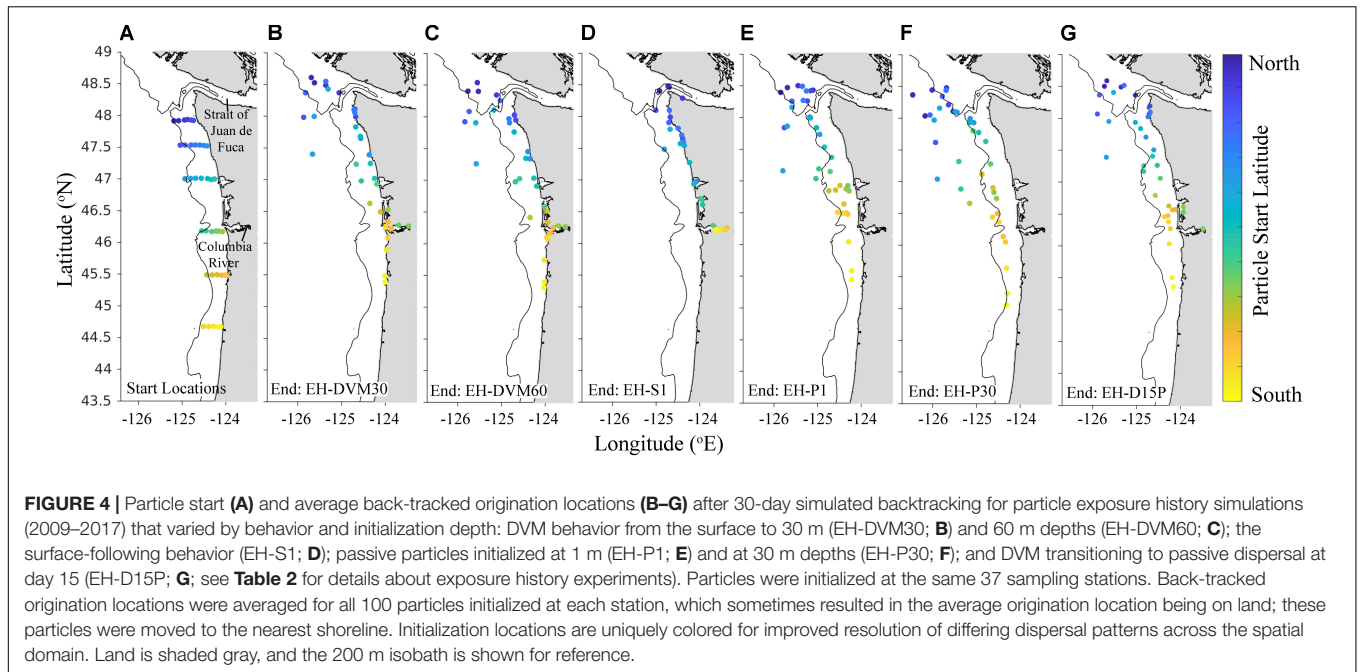 A B C D E F G
49
48.5
48
47.5
47
46.5
46
45.5
45
44.5
44
43.5
Latitude (°N)
Strait of
Juan de
Fuca
Columbia
River
Start Locations
End: EH-DVM30
End: EH-DVM60
End: EH-S1
End: EH-P1
End: EH-P30
End: EH-D15P
-126 -125 -124 -126 -125 -124 -126 -125 -124 -126 -125 -124 -126 -125 -124 -126 -125 -124 -126 -125 -124
Longitude (°E)
North
Particle Start Latitude
South
FIGURE 4 | Particle start (A) and average back-tracked origination locations (B–G) after 30-day simulated backtracking for particle exposure history simulations
(2009–2017) that varied by behavior and initialization depth: DVM behavior from the surface to 30 m (EH-DVM30; B) and 60 m depths (EH-DVM60; C); the
surface-following behavior (EH-S1; D); passive particles initialized at 1 m (EH-P1; E) and at 30 m depths (EH-P30; F); and DVM transitioning to passive dispersal at
day 15 (EH-D15P; G; see Table 2 for details about exposure history experiments). Particles were initialized at the same 37 sampling stations. Back-tracked
origination locations were averaged for all 100 particles initialized at each station, which sometimes resulted in the average origination location being on land; these
particles were moved to the nearest shoreline. Initialization locations are uniquely colored for improved resolution of differing dispersal patterns across the spatial
domain. Land is shaded gray, and the 200 m isobath is shown for reference.